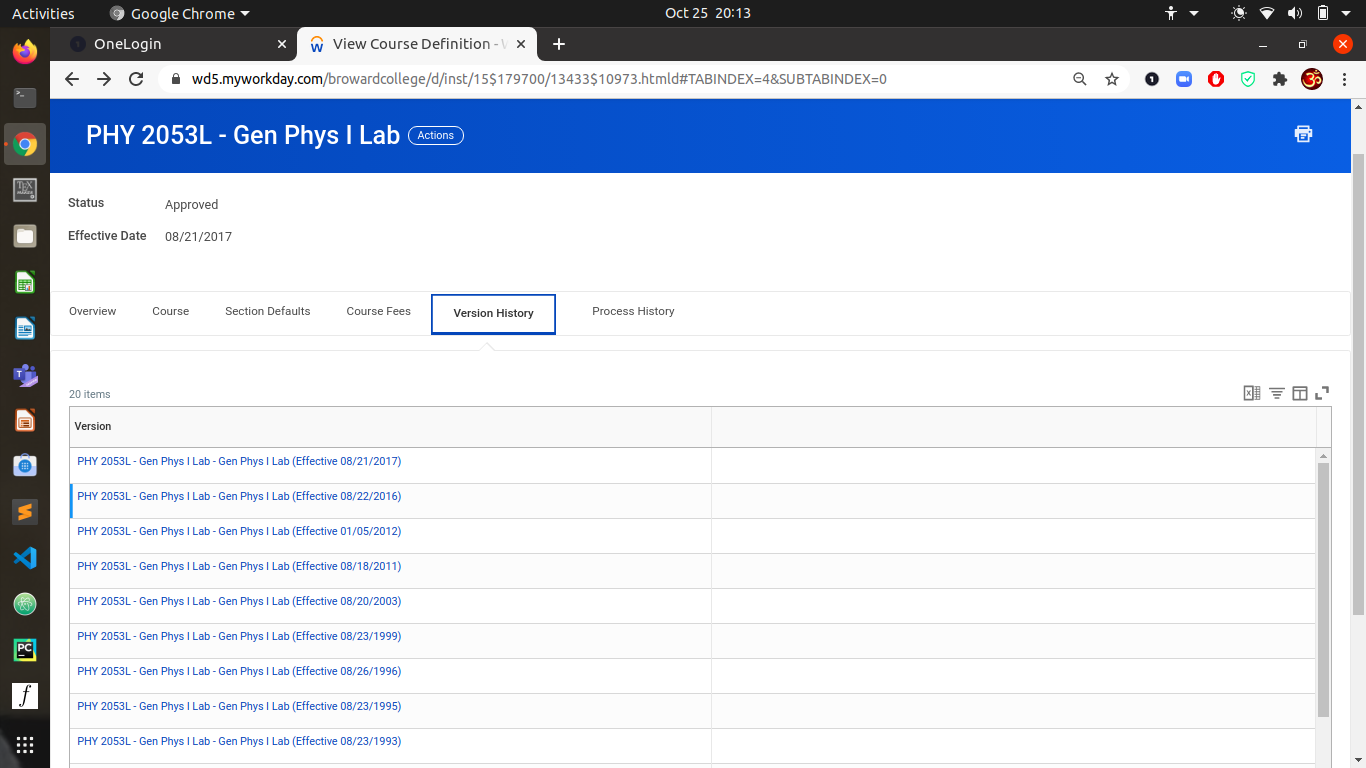 Activities
Google Chrome
Oct 25 20:13
OneLogin
View Course Definition - W
wd5.myworkday.com/browardcollege/d/inst/15$179700/13433$10973.htmld#TABINDEX=4&SUBTABINDEX=0
PHY 2053L - Gen Phys I Lab
Actions
Status
Approved
Effective Date
08/21/2017
Overview
Course
Section Defaults
Course Fees
Version History
Process History
20 items
Version
PHY 2053L - Gen Phys I Lab - Gen Phys I Lab (Effective 08/21/2017)
PHY 2053L - Gen Phys I Lab - Gen Phys I Lab (Effective 08/22/2016)
PHY 2053L - Gen Phys I Lab - Gen Phys I Lab (Effective 01/05/2012)
PHY 2053L - Gen Phys I Lab - Gen Phys I Lab (Effective 08/18/2011)
PHY 2053L - Gen Phys I Lab - Gen Phys I Lab (Effective 08/20/2003)
PHY 2053L - Gen Phys I Lab - Gen Phys I Lab (Effective 08/23/1999)
PHY 2053L - Gen Phys I Lab - Gen Phys I Lab (Effective 08/26/1996)
PHY 2053L - Gen Phys I Lab - Gen Phys I Lab (Effective 08/23/1995)
PHY 2053L - Gen Phys I Lab - Gen Phys I Lab (Effective 08/23/1993)